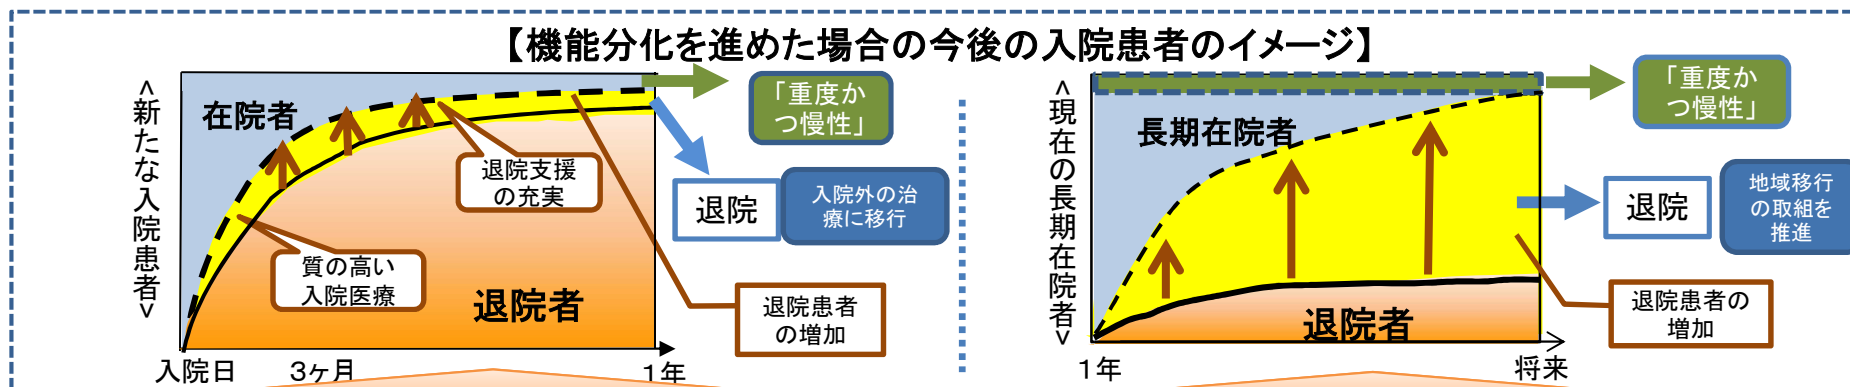 【機能分化を進めた場合の今後の入院患者のイメージ】
<新たな入院患者>
在院者
「重度か
つ慢性」
退院支援
の充実
退院
入院外の治
療に移行
質の高い
入院医療
退院者
退院患者
の増加
入院日
3ヶ月
1年
<現在の長期在院者>
長期在院者
「重度か
つ慢性」
退院
地域移行
の取組を
推進
退院者
退院患者の
増加
1年
将来